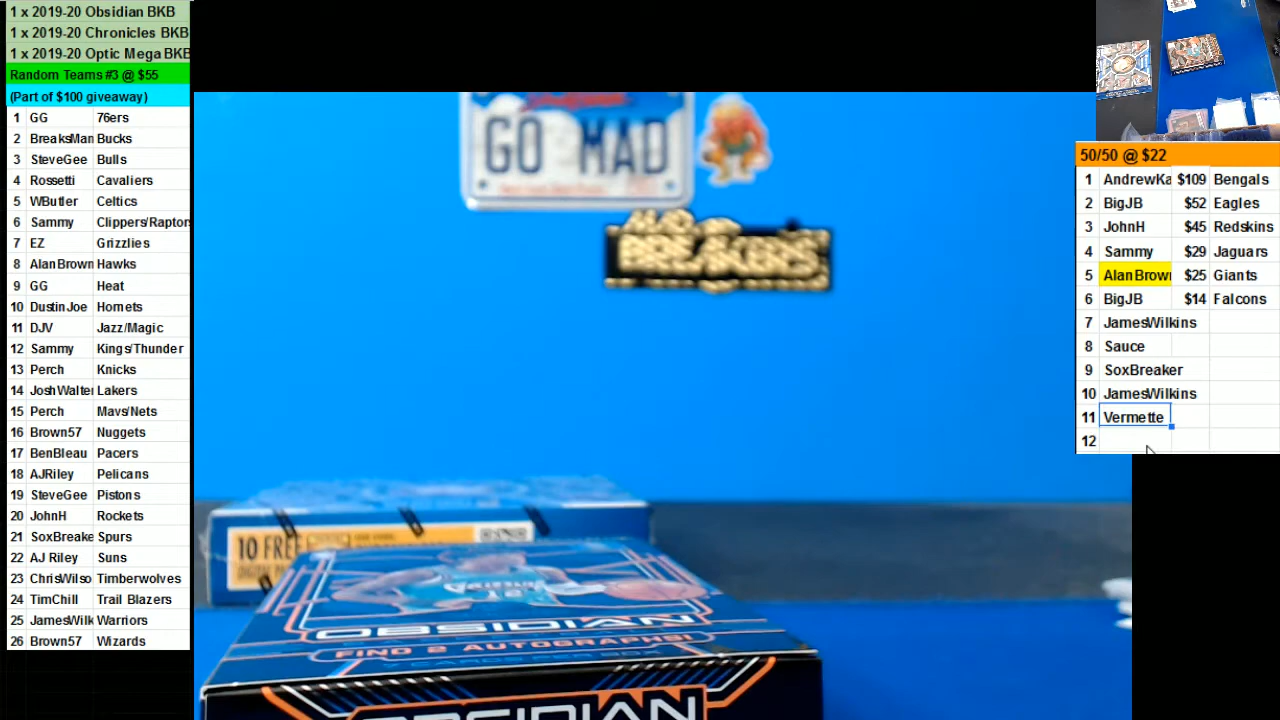 1 x 2019-20 Obsidian BKB
1 x 2019-20 Chronicles BKB
1 x 2019-20 Optic Mega BKB
Random Teams #3 @ $55
(Part of $100 giveaway)
1 GG 76ers
2 BreaksMan Bucks
3 SteveGee Bulls
4 Rossetti Cavaliers
5 WButler Celtics
6 Sammy Clippers/Raptors
7 EZ Grizzlies
8 AlanBrown Hawks
9 GG Heat
10 DustinJoe Hornets
11 DJV Jazz/Magic
12 Sammy Kings/Thunder
13 Perch Knicks
14 JoshWalter Lakers
15 Perch Mavs/Nets
16 Brown57 Nuggets
17 BenBleau Pacers
18 AJRiley Pelicans
19 SteveGee Pistons
20 JohnH Rockets
21 SoxBreake Spurs
22 AJ Riley Suns
23 ChrisWilso Timberwolves
24 TimChill Trail Blazers
25 JamesWilk Warriors
26 Brown57 Wizards
GO MAD
MAD
BREAKERS
10 FREE
OBSIDIAN
FIND 2 AUTOGRAPHS!
7 CARDS PER BOX
OBSIDIAN
50/50 @ $22
1 AndrewKa $109 Bengals
2 BigJB $52 Eagles
3 JohnH $45 Redskins
4 Sammy $29 Jaguars
5 AlanBrown $25 Giants
6 BigJB $14 Falcons
7 JamesWilkins
8 Sauce
9 SoxBreaker
10 JamesWilkins
11 Vermette
12